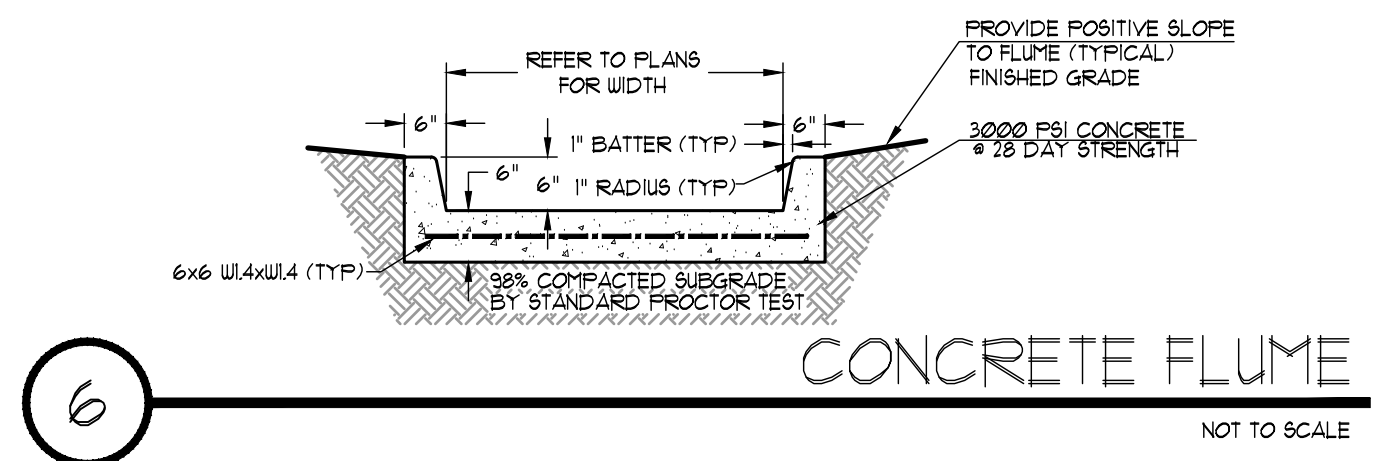 PROVIDE POSITIVE SLOPE
TO FLUME (TYPICAL)
FINISHED GRADE
REFER TO PLANS
FOR WIDTH
6"
6"
1" BATTER (TYP)
3000 PSI CONCRETE
@ 28 DAY STRENGTH
6"
6"
1" RADIUS (TYP)
6x6 W1.4xW1.4 (TYP)
98% COMPACTED SUBGRADE
BY STANDARD PROCTOR TEST
6
CONCRETE FLUME
NOT TO SCALE